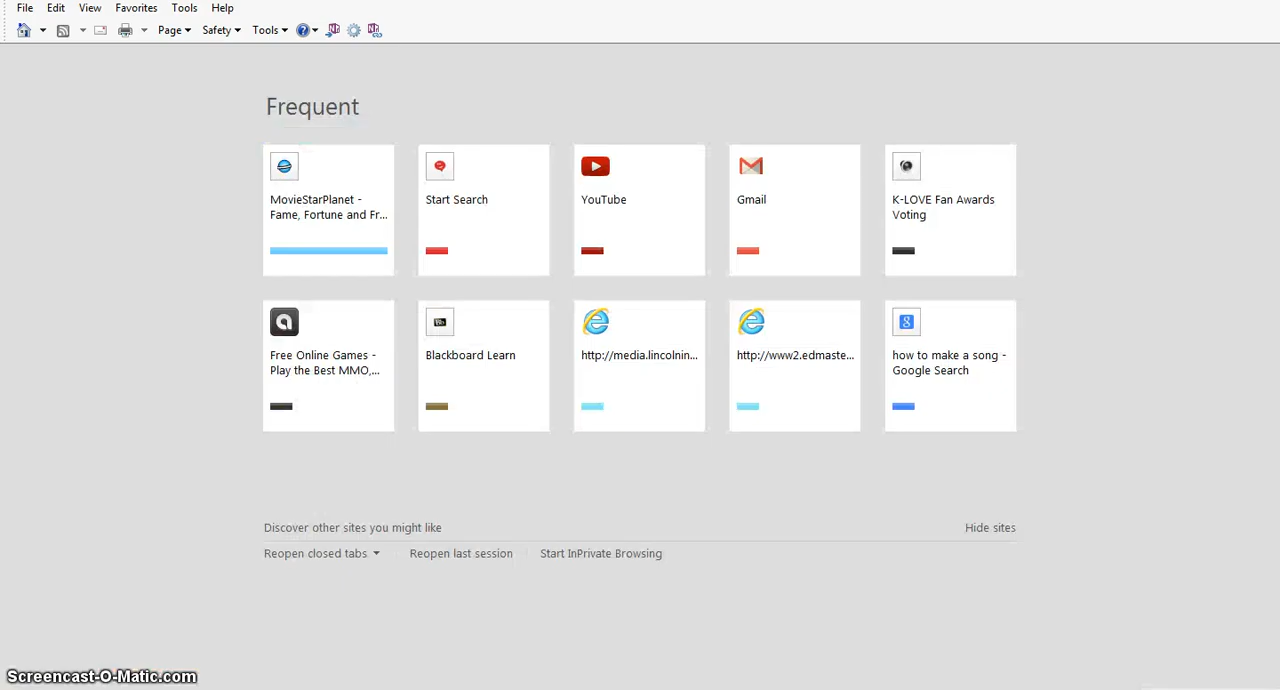 File Edit View Favorites Tools Help
Page Safety Tools
Frequent
MovieStarPlanet -
Fame, Fortune and Fr...
Start Search
YouTube
Gmail
K-LOVE Fan Awards
Voting
Free Online Games -
Play the Best MMO,...
Blackboard Learn
http://media.lincolnin...
http://www2.edmaste...
how to make a song -
Google Search
Discover other sites you might like
Hide sites
Reopen closed tabs Reopen last session Start InPrivate Browsing
Screencast-O-Matic.com